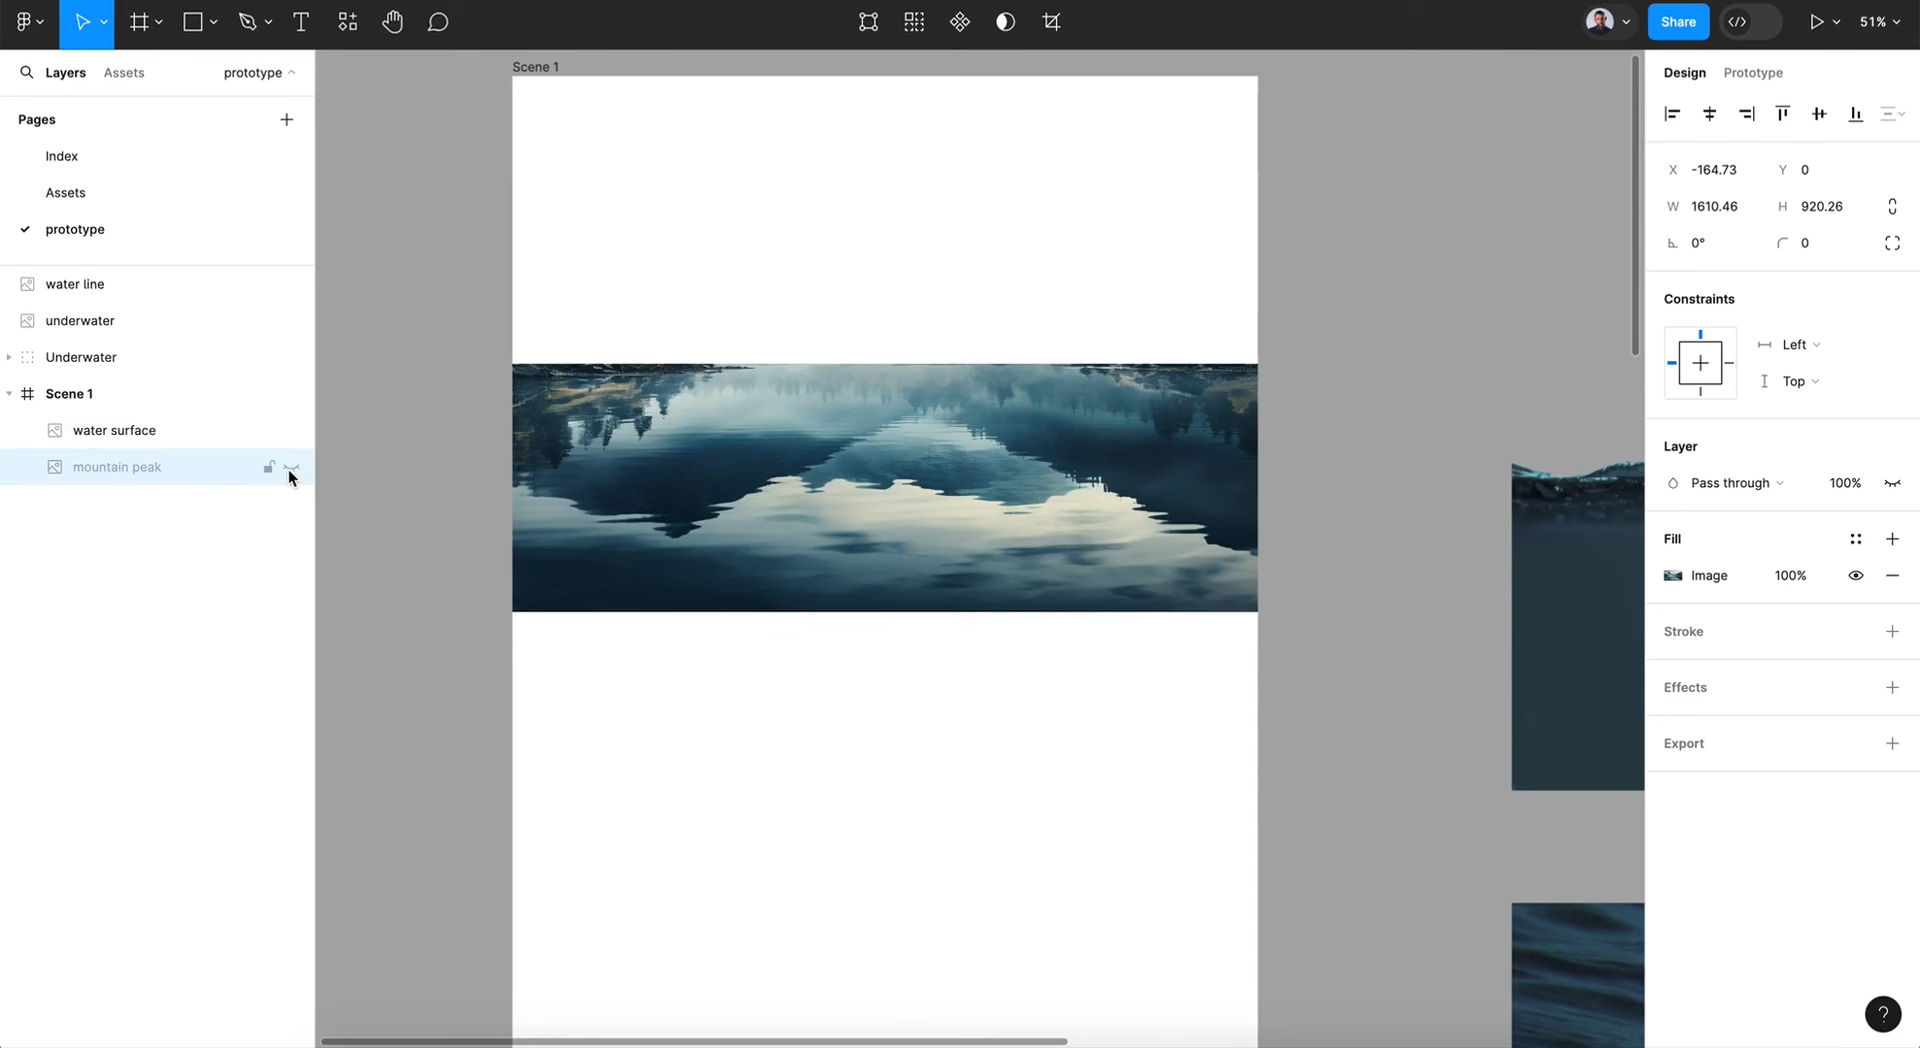 Share
51%
Layers
Assets
prototype
Pages
Index
Assets
prototype
water line
underwater
Underwater
Scene 1
water surface
mountain peak
Scene 1
Design
Prototype
X -164.73 Y 0
W 1610.46 H 920.26
0° 0
Constraints
Left
Top
Layer
Pass through 100%
Fill
Image 100%
Stroke
Effects
Export
?